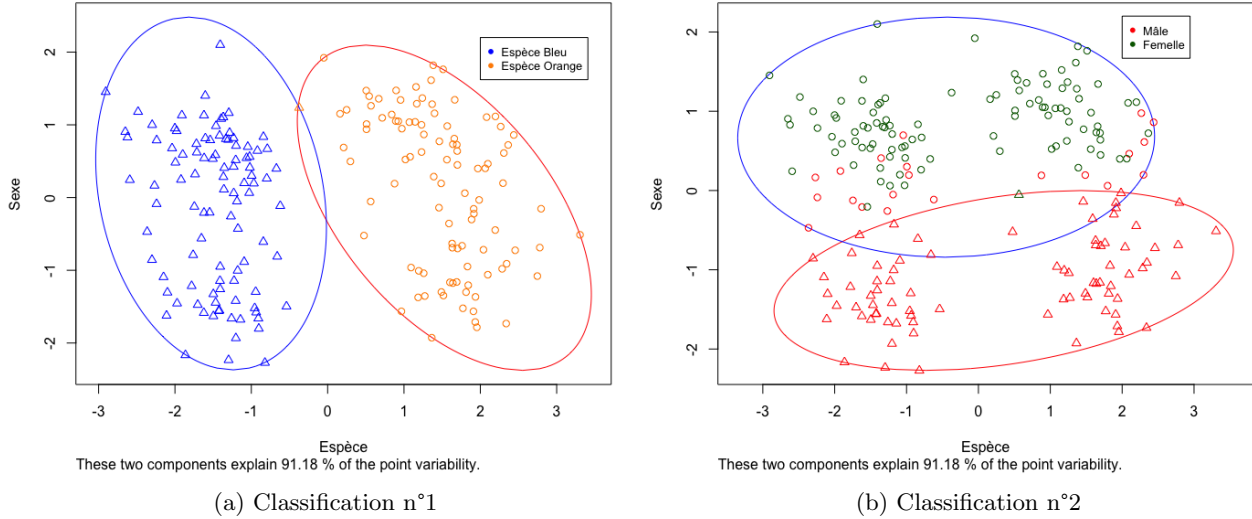 Espèce Bleu
Espèce Orange
2
1
0
-1
-2
Sexe
-3
-2
-1
0
1
2
3
Espèce
These two components explain 91.18 % of the point variability.
(a) Classification n°1
Mâle
Femelle
2
1
0
-1
-2
Sexe
-3
-2
-1
0
1
2
3
Espèce
These two components explain 91.18 % of the point variability.
(b) Classification n°2